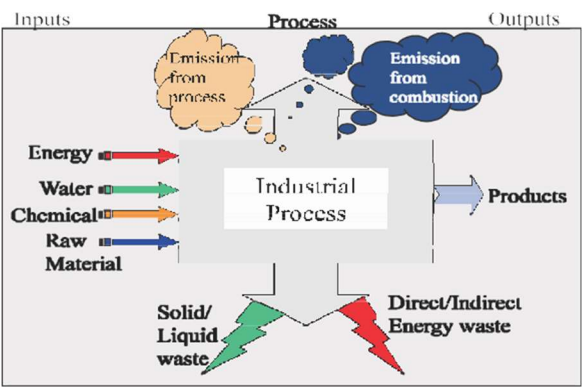 Inputs
Process
Outputs
Emission
from
process
Emission
from
combustion
Energy
Water
Chemical
Raw
Material
Industrial
Process
Products
Solid/
Liquid
waste
Direct/Indirect
Energy waste